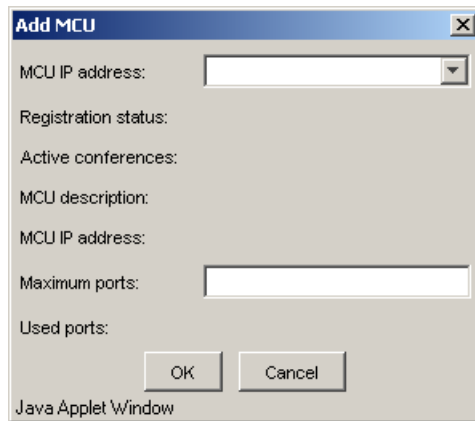 Add MCU
MCU IP address:
Registration status:
Active conferences:
MCU description:
MCU IP address:
Maximum ports:
Used ports:
OK Cancel
Java Applet Window